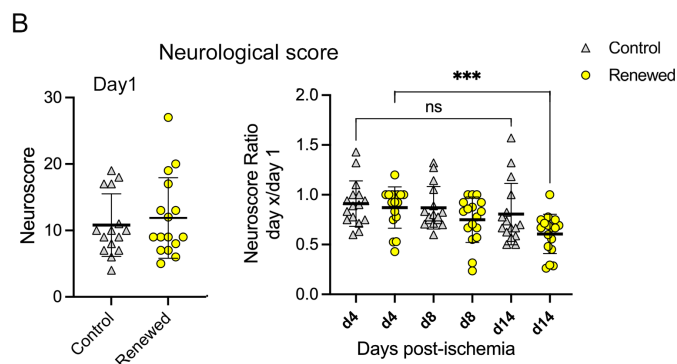 B
Neurological score
Control
Renewed
Day1
Neuroscore
30
20
10
0
Control
Renewed
Neuroscore Ratio
day x/day 1
2.0
1.5
1.0
0.5
0.0
***
ns
d4
d4
d8
d8
d14
d14
Days post-ischemia